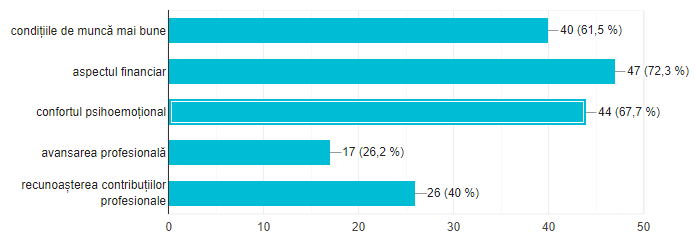 condițiile de muncă mai bune
40 (61,5 %)
aspectul financiar
47 (72,3 %)
confortul psihoemoțional
44 (67,7 %)
avansarea profesională
17 (26,2 %)
recunoașterea contribuțiilor
profesionale
26 (40 %)
0 10 20 30 40 50